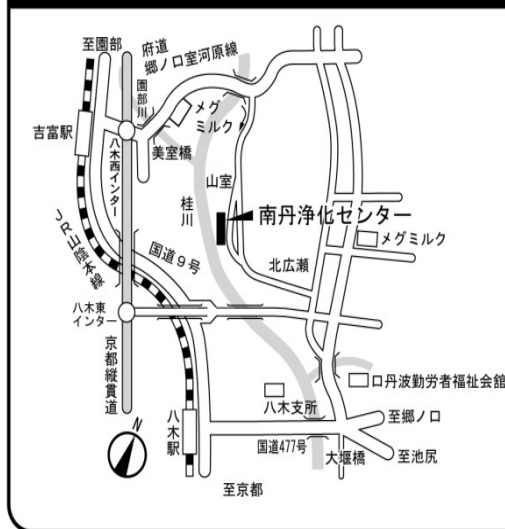 至園部
府道
郷ノ口室河原線
園部川
メグ
ミルク
吉富駅
八木西インター
美室橋
山室
桂川
南丹浄化センター
メグミルク
JR山陰本線
国道9号
北広瀬
八木東
インター
京都縦貫道
口丹波勤労者福祉会館
八木支所
八木駅
至郷ノ口
N
国道477号
大堰橋
至池尻
至京都